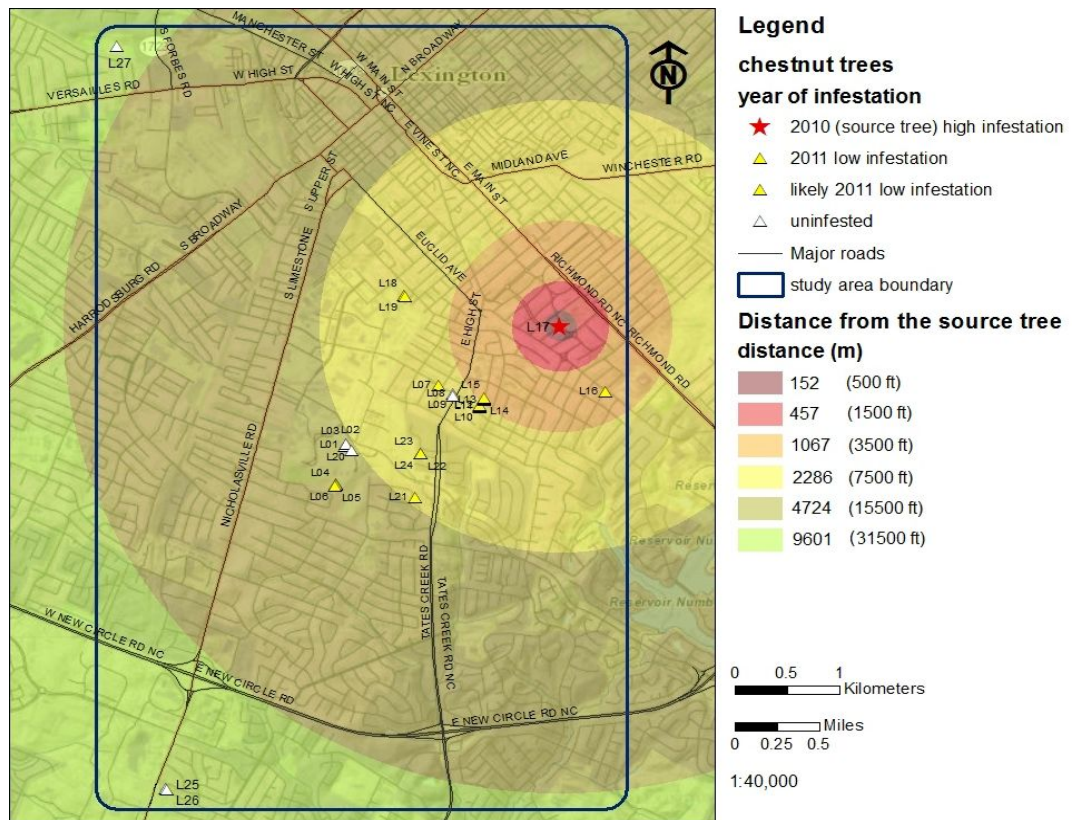 L27
S FORBES RD
MANCHESTER ST
VERSAILLES RD
W HIGH ST
W HIGH ST NC
W MAIN ST
N BROADWAY
Lexington
E VINE ST NC
E MAIN ST
MIDLAND AVE
WINCHESTER RD
S UPPER ST
S BROADWAY
HARRODSBURG RD
S LIMESTONE
EUCLID AVE
RICHMOND RD NC
RICHMOND RD
L18
L19
E HIGH ST
L17
L07
L08
L09
L15
L13
L10
L14
L16
L03
L02
L01
L20
L23
L24
L22
L04
L06
L05
L21
NICHOLASVILLE RD
Reser
Reservoir Nu
Reservoir Numb
TATES CREEK RD
TATES CREEK RD NC
W NEW CIRCLE RD NC
E NEW CIRCLE RD
E NEW CIRCLE RD NC
L25
L26
N
Legend
chestnut trees
year of infestation
2010 (source tree) high infestation
2011 low infestation
likely 2011 low infestation
uninfested
Major roads
study area boundary
Distance from the source tree
distance (m)
152 (500 ft)
457 (1500 ft)
1067 (3500 ft)
2286 (7500 ft)
4724 (15500 ft)
9601 (31500 ft)
0 0.5 1
Kilometers
Miles
0 0.25 0.5
1:40,000